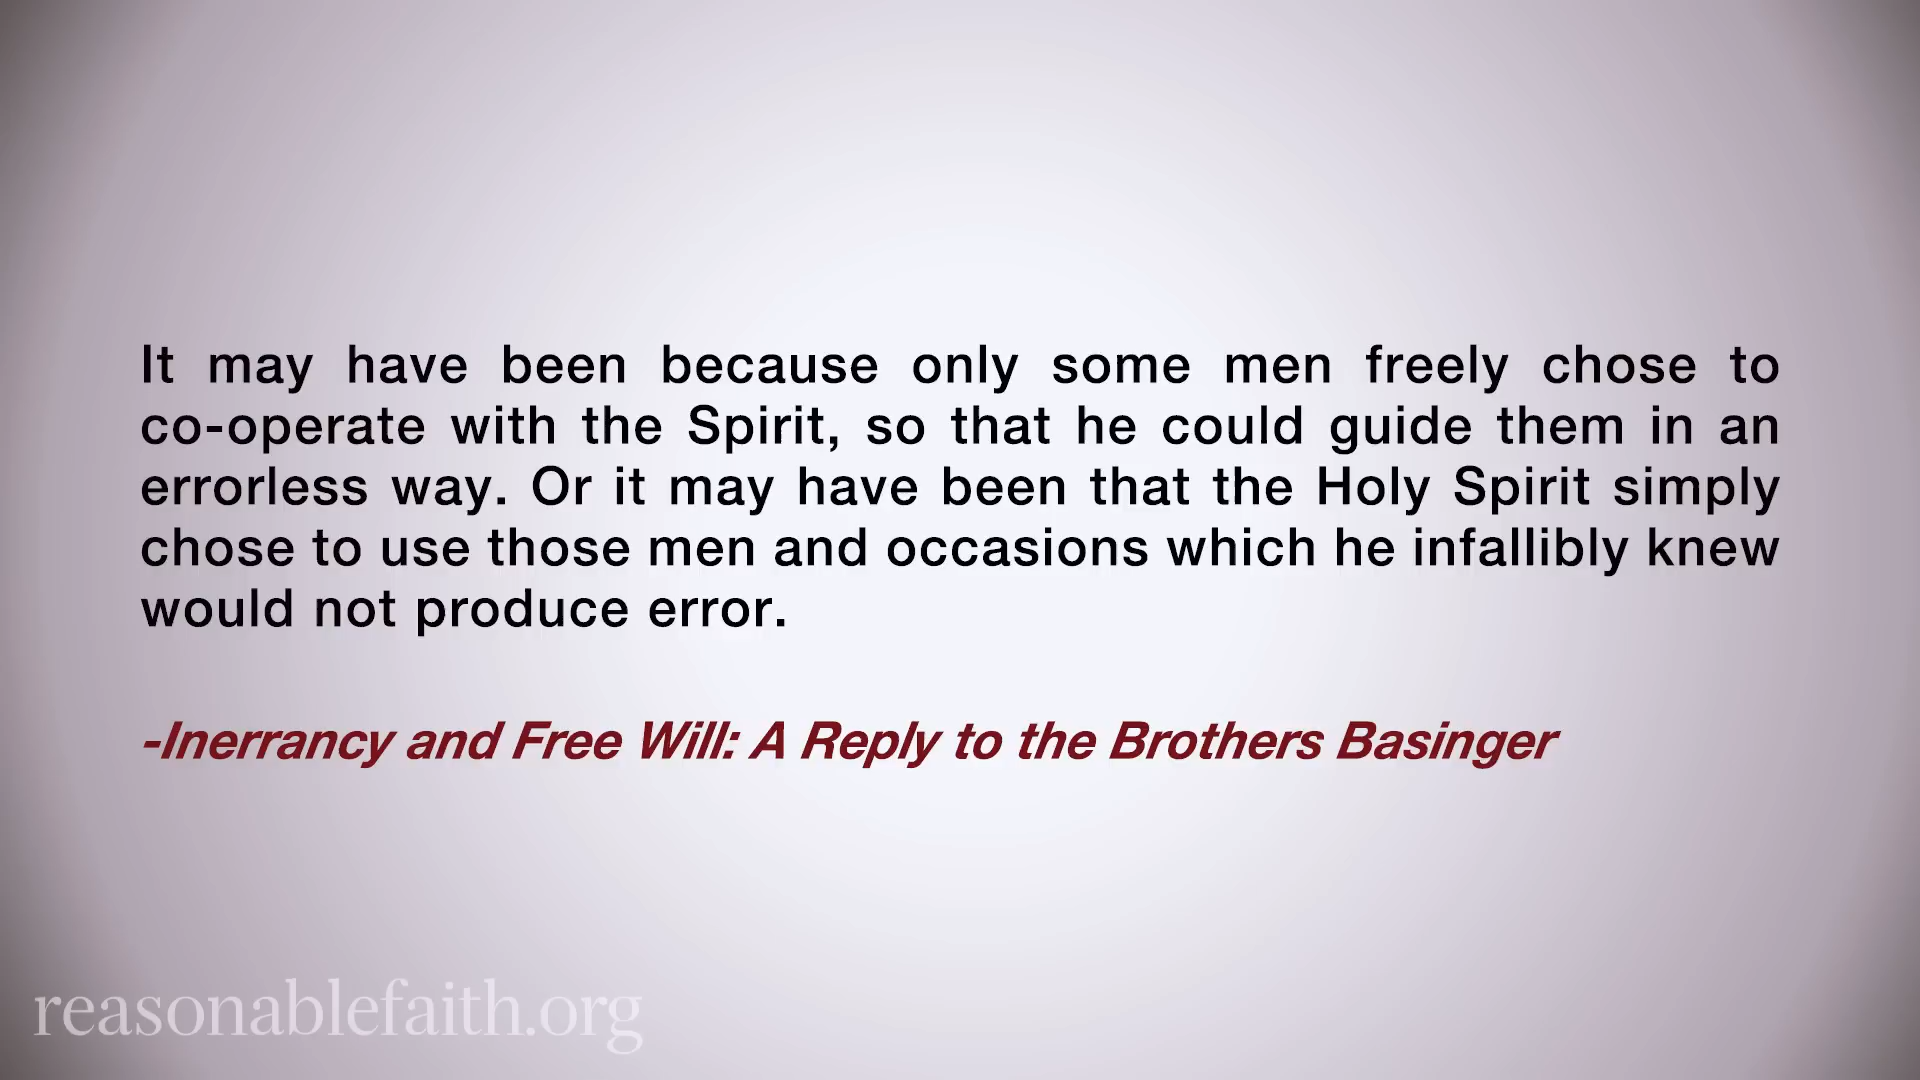 It may have been because only some men freely chose to
co-operate with the Spirit, so that he could guide them in an
errorless way. Or it may have been that the Holy Spirit simply
chose to use those men and occasions which he infallibly knew
would not produce error.
-Inerrancy and Free Will: A Reply to the Brothers Basinger
reasonablefaith.org